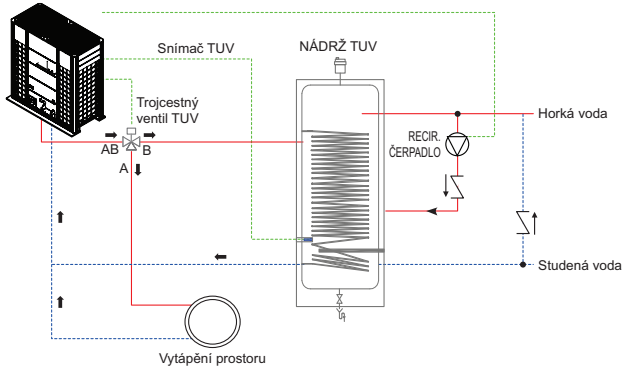 Snímač TUV
NÁDRŽ TUV
Trojcestný
ventil TUV
AB
B
A
RECIR.
ČERPADLO
Horká voda
Studená voda
Vytápění prostoru